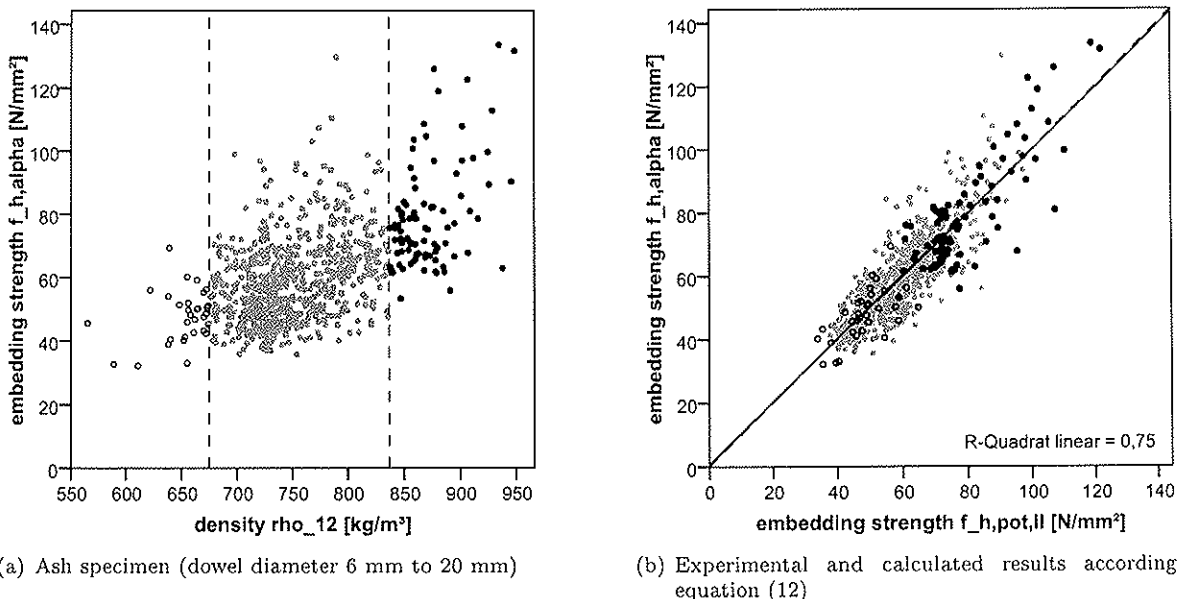 embedding strength f_h,alpha [N/mm²]
140
120
100
80
60
40
20
0
550 600 650 700 750 800 850 900 950
density rho_12 [kg/m³]
(a) Ash specimen (dowel diameter 6 mm to 20 mm)
embedding strength f_h,alpha [N/mm²]
140
120
100
80
60
40
20
0
R-Quadrat linear = 0,75
0 20 40 60 80 100 120 140
embedding strength f_h,pot,II [N/mm²]
(b) Experimental and calculated results according
equation (12)